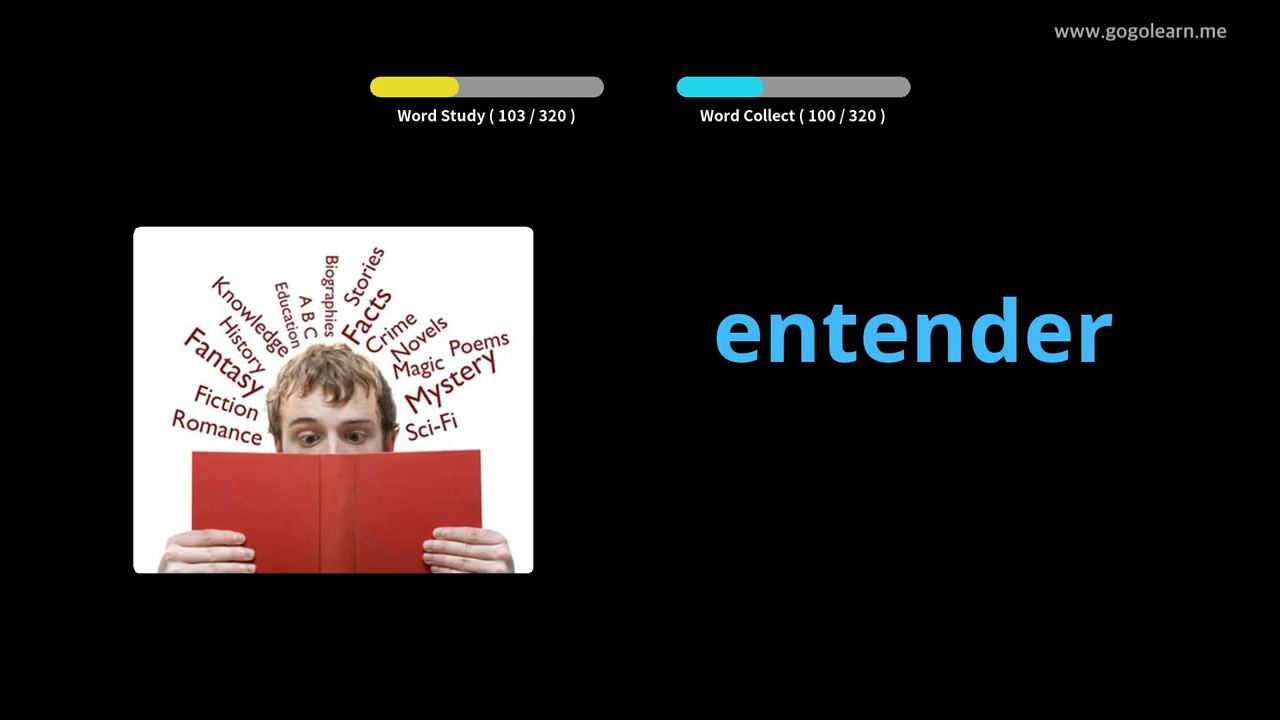 www.gogolearn.me
Word Study ( 103 / 320 )
Word Collect ( 100 / 320 )
Biographies
Stories
Education
A B C
Facts
Knowledge
History
Crime
Novels
Fantasy
Magic
Poems
Mystery
Fiction
Romance
Sci-Fi
entender